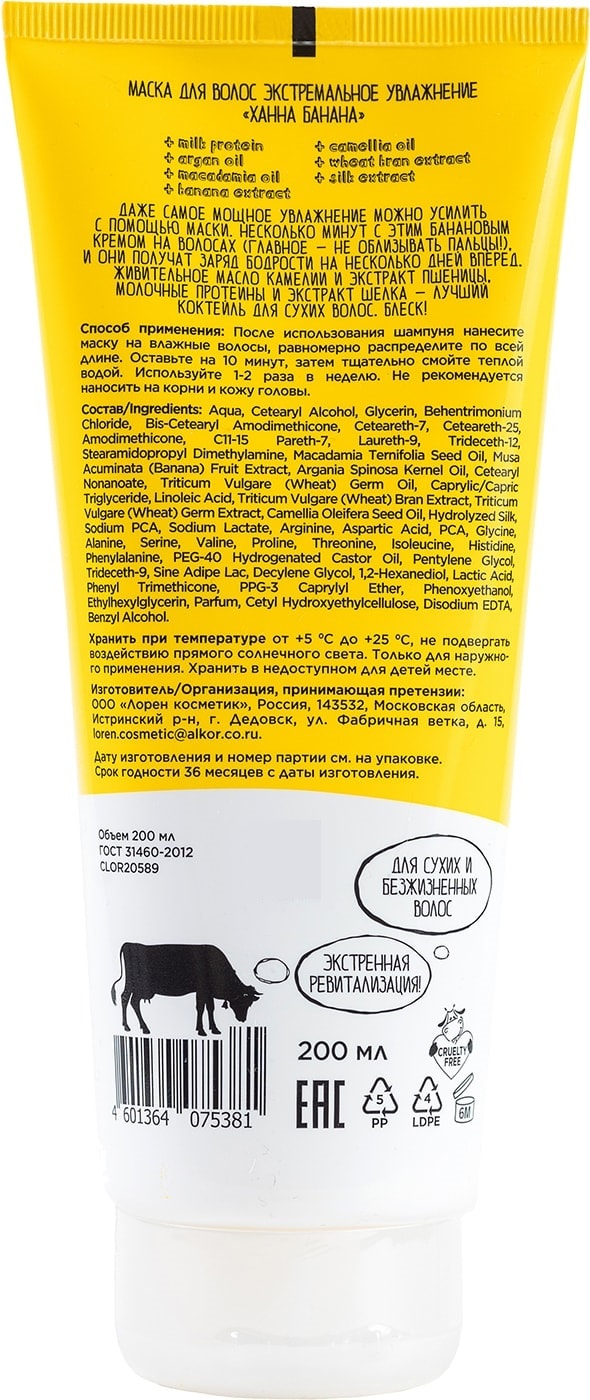 МАСКА ДЛЯ ВОЛОС ЭКСТРЕМАЛЬНОЕ УВЛАЖНЕНИЕ
«ХАННА БАНАНА»
+ milk protein
+ argan oil
+ macadamia oil
+ banana extract
+ camellia oil
+ wheat bran extract
+ silk extract
ДАЖЕ САМОЕ МОЩНОЕ УВЛАЖНЕНИЕ МОЖНО УСИЛИТЬ
С ПОМОЩЬЮ МАСКИ. НЕСКОЛЬКО МИНУТ С ЭТИМ БАНАНОВЫМ
КРЕМОМ НА ВОЛОСАХ (ГЛАВНОЕ – НЕ ОБЛИЗЫВАТЬ ПАЛЬЦЫ!),
И ОНИ ПОЛУЧАТ ЗАРЯД БОДРОСТИ НА НЕСКОЛЬКО ДНЕЙ ВПЕРЕД.
ЖИВИТЕЛЬНОЕ МАСЛО КАМЕЛИИ И ЭКСТРАКТ ПШЕНИЦЫ,
МОЛОЧНЫЕ ПРОТЕИНЫ И ЭКСТРАКТ ШЕЛКА – ЛУЧШИЙ
КОКТЕЙЛЬ ДЛЯ СУХИХ ВОЛОС. БЛЕСК!
Способ применения: После использования шампуня нанесите
маску на влажные волосы, равномерно распределите по всей
длине. Оставьте на 10 минут, затем тщательно смойте теплой
водой. Используйте 1-2 раза в неделю. Не рекомендуется
наносить на корни и кожу головы.
Состав/Ingredients: Aqua, Cetearyl Alcohol, Glycerin, Behentrimonium
Chloride, Bis-Cetearyl Amodimethicone, Ceteareth-7, Ceteareth-25,
Amodimethicone, C11-15 Pareth-7, Laureth-9, Trideceth-12,
Stearamidopropyl Dimethylamine, Macadamia Ternifolia Seed Oil, Musa
Acuminata (Banana) Fruit Extract, Argania Spinosa Kernel Oil, Cetearyl
Nonanoate, Triticum Vulgare (Wheat) Germ Oil, Caprylic/Capric
Triglyceride, Linoleic Acid, Triticum Vulgare (Wheat) Bran Extract, Triticum
Vulgare (Wheat) Germ Extract, Camellia Oleifera Seed Oil, Hydrolyzed Silk,
Sodium PCA, Sodium Lactate, Arginine, Aspartic Acid, PCA, Glycine,
Alanine, Serine, Valine, Proline, Threonine, Isoleucine, Histidine,
Phenylalanine, PEG-40 Hydrogenated Castor Oil, Pentylene Glycol,
Trideceth-9, Sine Adipe Lac, Decylene Glycol, 1,2-Hexanediol, Lactic Acid,
Phenyl Trimethicone, PPG-3 Caprylyl Ether, Phenoxyethanol,
Ethylhexylglycerin, Parfum, Cetyl Hydroxyethylcellulose, Disodium EDTA,
Benzyl Alcohol.
Хранить при температуре от +5 °C до +25 °C, не подвергать
воздействию прямого солнечного света. Только для наружно-
го применения. Хранить в недоступном для детей месте.
Изготовитель/Организация, принимающая претензии:
ООО «Лорен косметик», Россия, 143532, Московская область,
Истринский р-н, г. Дедовск, ул. Фабричная ветка, д. 15,
loren.cosmetic@alkor.co.ru.
Дату изготовления и номер партии см. на упаковке.
Срок годности 36 месяцев с даты изготовления.
Объем 200 мл
ГОСТ 31460-2012
CLOR20589
ДЛЯ СУХИХ И
БЕЗЖИЗНЕННЫХ
ВОЛОС
ЭКСТРЕННАЯ
РЕВИТАЛИЗАЦИЯ!
200 мл
CRUELTY
FREE
EAC
5
PP
4
LDPE
6M
4 601364 075381